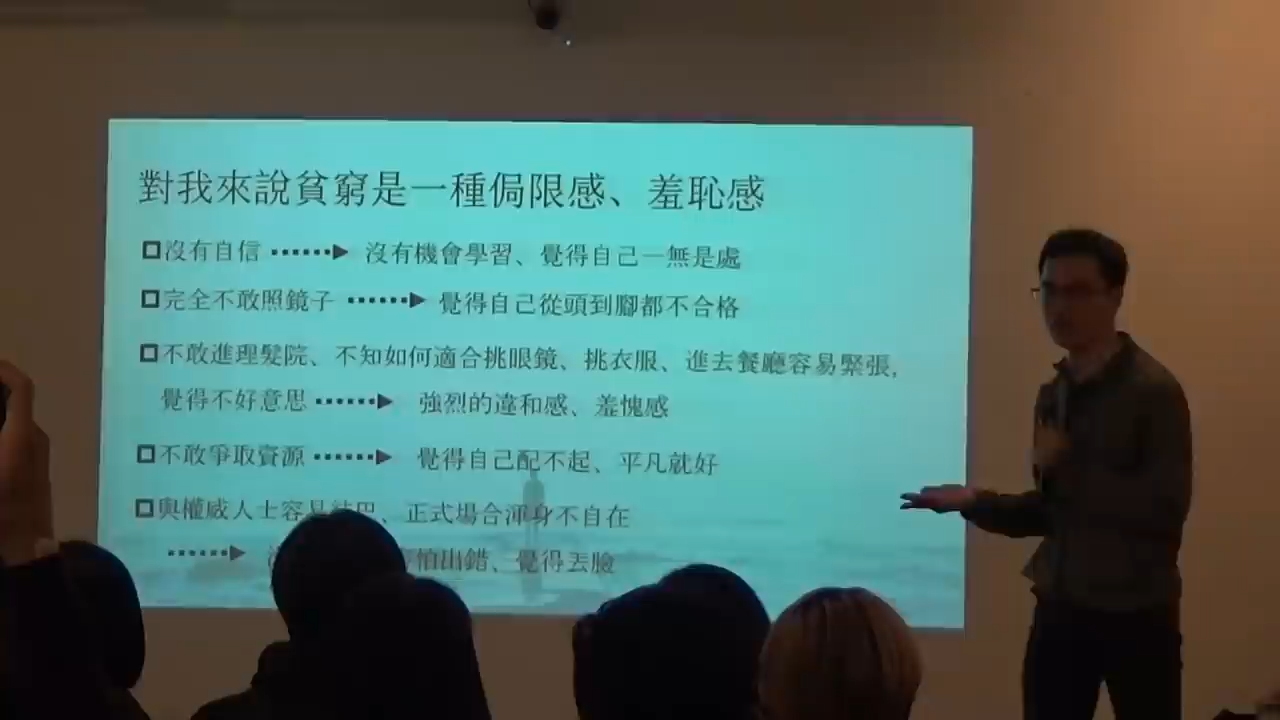 對我來說貧窮是一種侷限感、羞恥感
沒有自信 沒有機會學習、覺得自己一無是處
完全不敢照鏡子 覺得自己從頭到腳都不合格
不敢進理髮院、不知如何適合挑眼鏡、挑衣服、進去餐廳容易緊張,
覺得不好意思 強烈的違和感、羞愧感
不敢爭取資源 覺得自己配不起、平凡就好
與權威人士容易結巴、正式場合渾身不自在
怕出錯、覺得丟臉